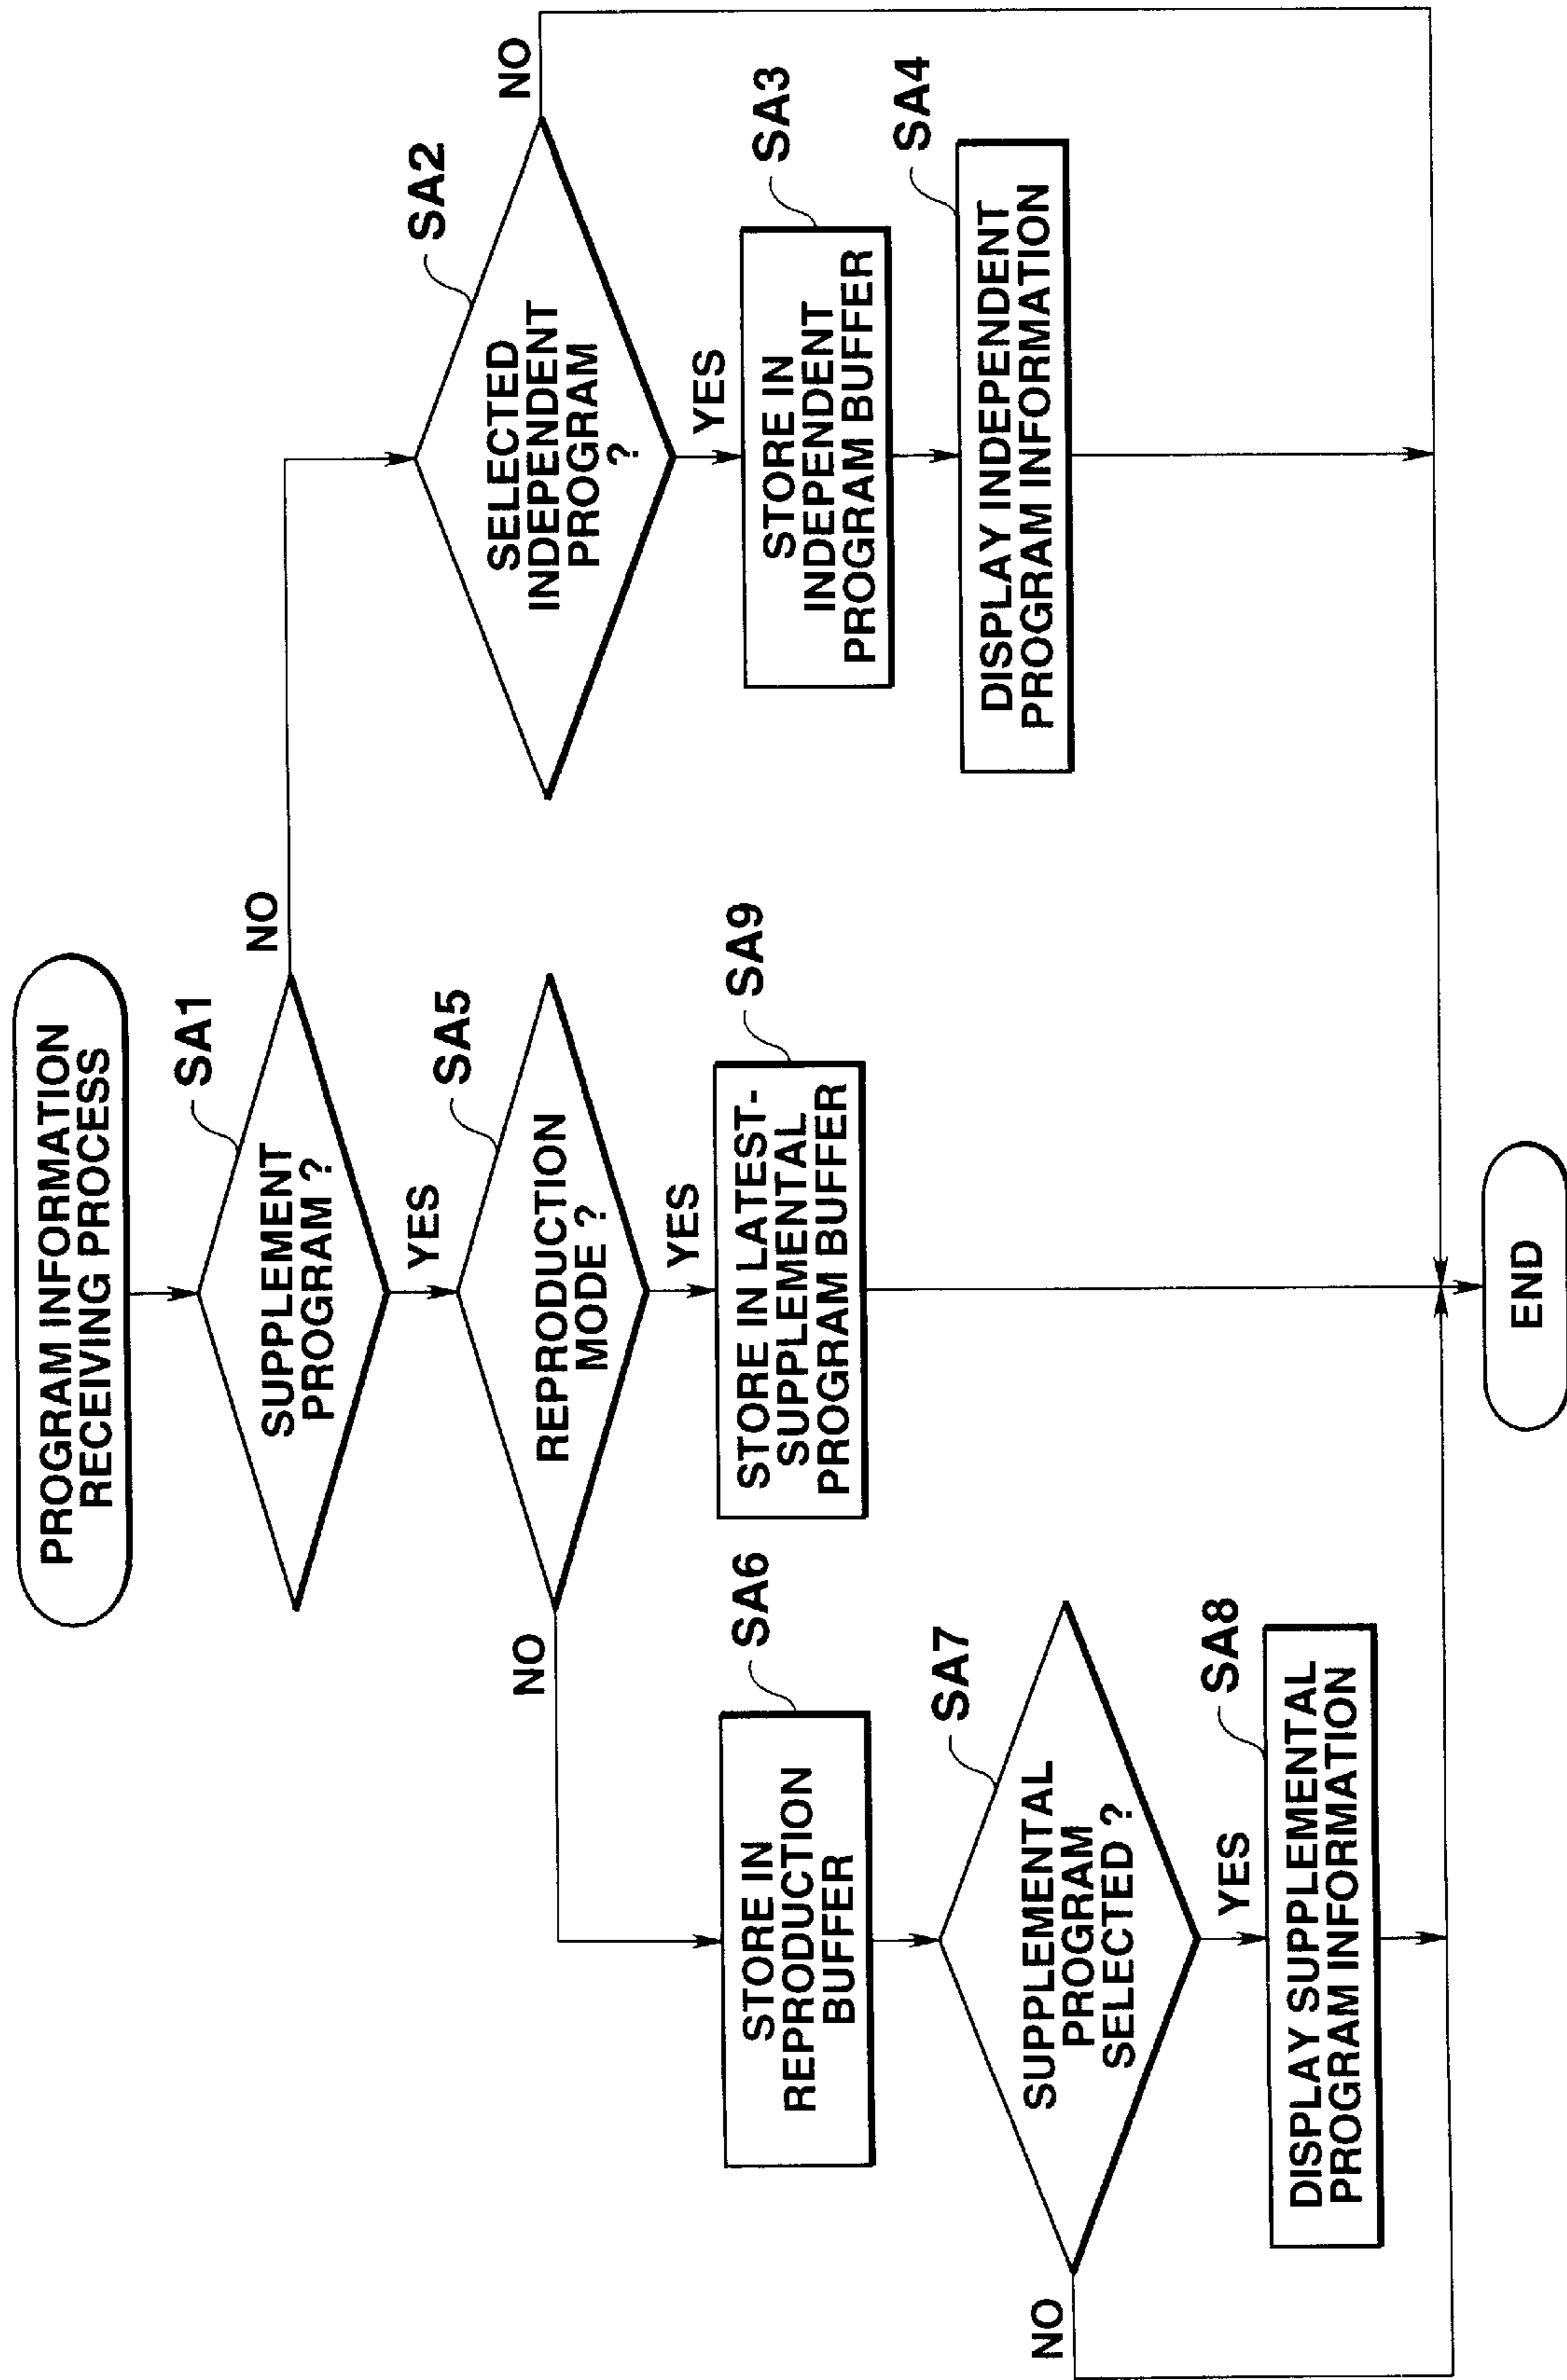 PROGRAM INFORMATION
RECEIVING PROCESS
SA1
SUPPLEMENT
PROGRAM ?
NO
YES
SA5
REPRODUCTION
MODE ?
NO
YES
SA9
STORE IN LATEST-
SUPPLEMENTAL
PROGRAM BUFFER
SA6
STORE IN
REPRODUCTION
BUFFER
SA7
SUPPLEMENTAL
PROGRAM
SELECTED ?
NO
YES
SA8
DISPLAY SUPPLEMENTAL
PROGRAM INFORMATION
SA2
SELECTED
INDEPENDENT
PROGRAM
?
NO
YES
SA3
STORE IN
INDEPENDENT
PROGRAM BUFFER
SA4
DISPLAY INDEPENDENT
PROGRAM INFORMATION
END